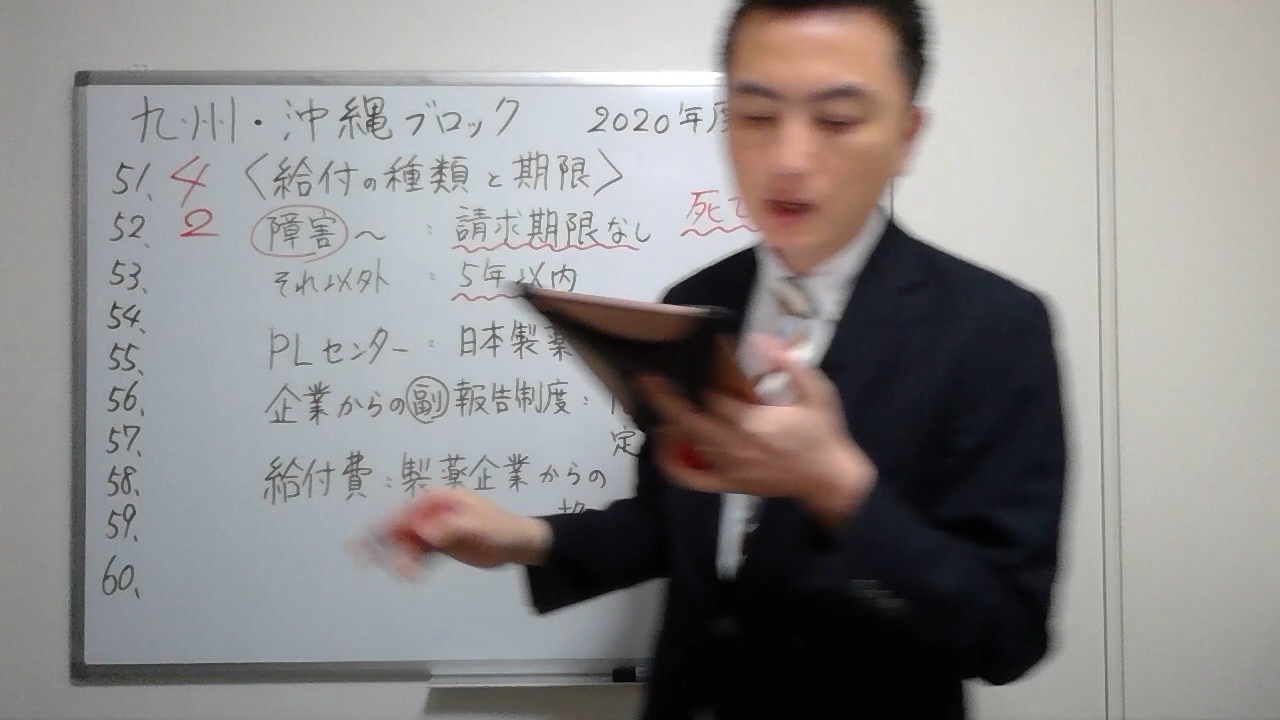 九州・沖縄ブロック 2020年度
51、 4 〈給付の種類と期限〉
52、 2 障害〜 : 請求期限なし 死亡
53、 それ以外 : 5年以内
54、
55、 PLセンター : 日本製薬
56、 企業からの副報告制度 :
57、 定
58、 給付費 : 製薬企業からの
59、
60、